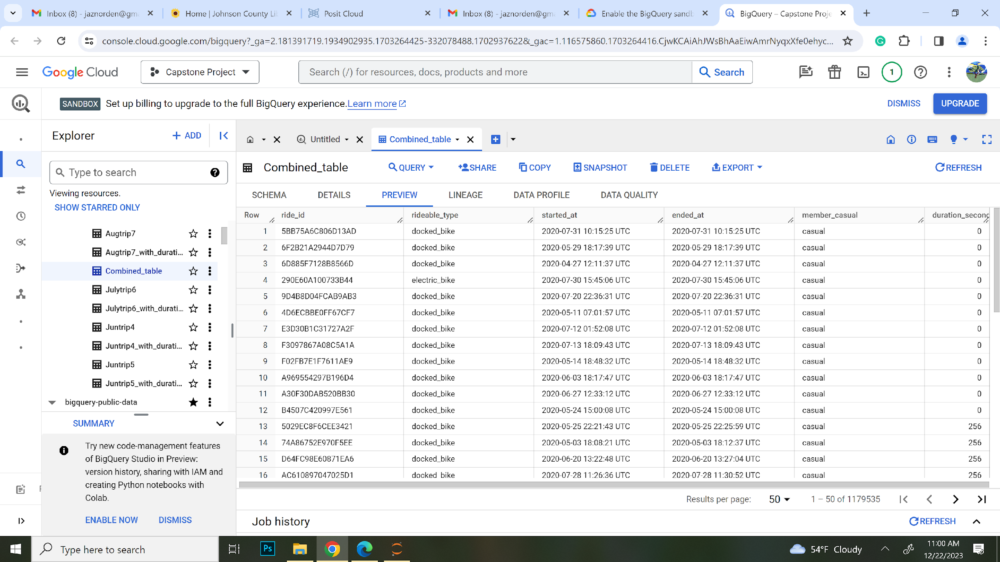 Inbox (8) - jaznorden@gm
Home | Johnson County Lib
Posit Cloud
Inbox (8) - jaznorden@gma
Enable the BigQuery sandb
BigQuery – Capstone Proje
console.cloud.google.com/bigquery?_ga=2.181391719.1934902935.1703264425-332078488.1702937622&_gac=1.116575860.1703264416.CjwKCAiAhJWsBhAaEiwAmrNyqxXfe0ehyc...
Google Cloud
Capstone Project
Search (/) for resources, docs, products and more
Search
1
SANDBOX Set up billing to upgrade to the full BigQuery experience. Learn more
DISMISS
UPGRADE
Explorer
+ ADD
Untitled
Combined_table
Type to search
Viewing resources.
SHOW STARRED ONLY
Augtrip7
Augtrip7_with_durati...
Combined_table
Julytrip6
Julytrip6_with_durati...
Juntrip4
Juntrip4_with_durati...
Juntrip5
Juntrip5_with_durati...
bigquery-public-data
SUMMARY
Try new code-management features
of BigQuery Studio in Preview:
version history, sharing with IAM and
creating Python notebooks with
Colab.
ENABLE NOW DISMISS
Combined_table
QUERY SHARE COPY SNAPSHOT DELETE EXPORT REFRESH
SCHEMA DETAILS PREVIEW LINEAGE DATA PROFILE DATA QUALITY
Row ride_id rideable_type started_at ended_at member_casual duration_second
1 5BB75A6C806D13AD docked_bike 2020-07-31 10:15:25 UTC 2020-07-31 10:15:25 UTC casual 0
2 6F2B21A2944D7D79 docked_bike 2020-05-29 18:17:39 UTC 2020-05-29 18:17:39 UTC casual 0
3 6D885F7128B8566D docked_bike 2020-04-27 12:11:37 UTC 2020-04-27 12:11:37 UTC casual 0
4 290E60A100733B44 electric_bike 2020-07-30 15:45:06 UTC 2020-07-30 15:45:06 UTC casual 0
5 9D4B8D04FCAB9AB3 docked_bike 2020-07-20 22:36:31 UTC 2020-07-20 22:36:31 UTC casual 0
6 4D6ECBBE0FF67CF7 docked_bike 2020-05-11 07:01:57 UTC 2020-05-11 07:01:57 UTC casual 0
7 E3D30B1C31727A2F docked_bike 2020-07-12 01:52:08 UTC 2020-07-12 01:52:08 UTC casual 0
8 F3097867A08C5A1A docked_bike 2020-07-13 18:09:43 UTC 2020-07-13 18:09:43 UTC casual 0
9 F02FB7E1F7611AE9 docked_bike 2020-05-14 18:48:32 UTC 2020-05-14 18:48:32 UTC casual 0
10 A969554297B196D4 docked_bike 2020-06-03 18:17:47 UTC 2020-06-03 18:17:47 UTC casual 0
11 A30F30DAB520BB30 docked_bike 2020-06-27 12:33:12 UTC 2020-06-27 12:33:12 UTC casual 0
12 B4507C420997E561 docked_bike 2020-05-24 15:00:08 UTC 2020-05-24 15:00:08 UTC casual 0
13 5029EC8F6CEE3421 docked_bike 2020-05-25 22:21:43 UTC 2020-05-25 22:25:59 UTC casual 256
14 74A86752E970F5EE docked_bike 2020-05-03 18:08:21 UTC 2020-05-03 18:12:37 UTC casual 256
15 D64FC98E60871EA6 docked_bike 2020-06-20 13:22:48 UTC 2020-06-20 13:27:04 UTC casual 256
16 AC610897047025D1 docked_bike 2020-07-28 11:26:36 UTC 2020-07-28 11:30:52 UTC casual 256
Results per page: 50 1 – 50 of 1179535
Job history
REFRESH
Type here to search
Ps
54°F Cloudy
11:00 AM
12/22/2023